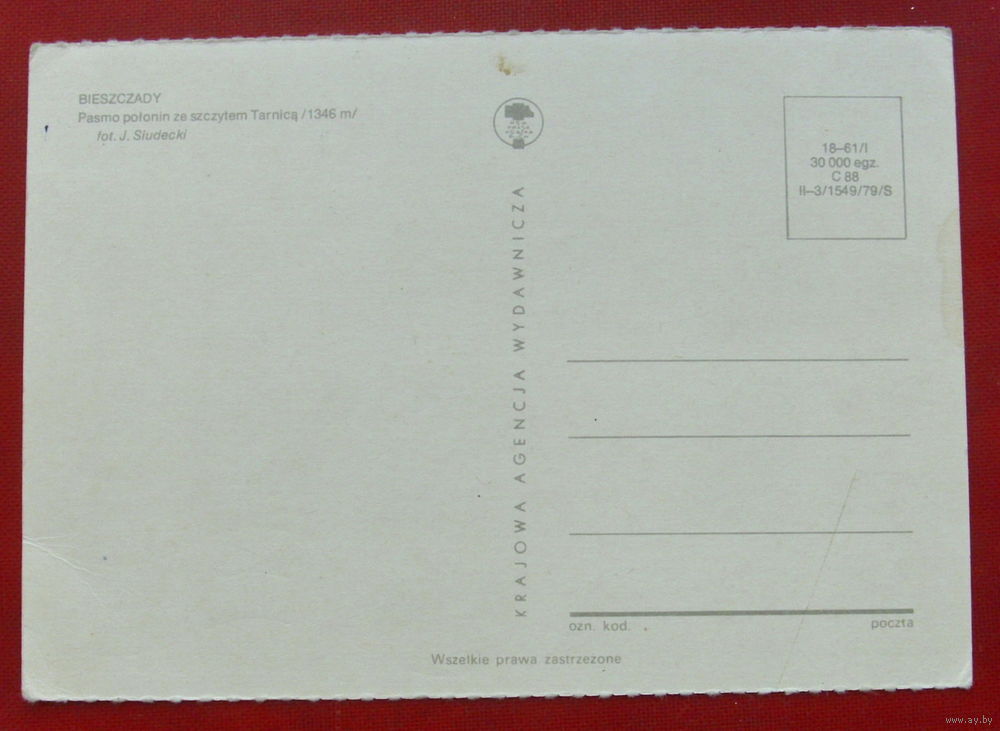 BIESZCZADY
Pasmo połonin ze szczytem Tarnicą /1346 m/
fot. J. Siudecki
KRAJOWA AGENCJA WYDAWNICZA
18–61/I
30 000 egz.
C 88
II–3/1549/79/S
ozn. kod.
poczta
Wszelkie prawa zastrzezone
www.ay.by